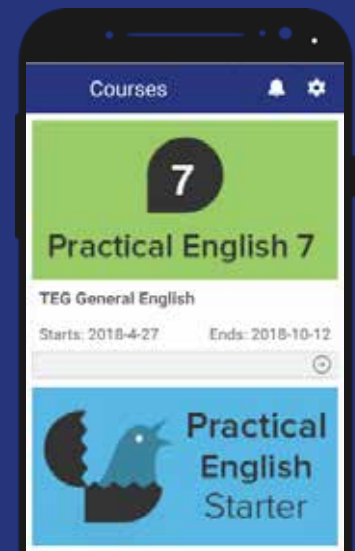 Courses
7
Practical English 7
TEG General English
Starts: 2018-4-27 Ends: 2018-10-12
Practical
English
Starter